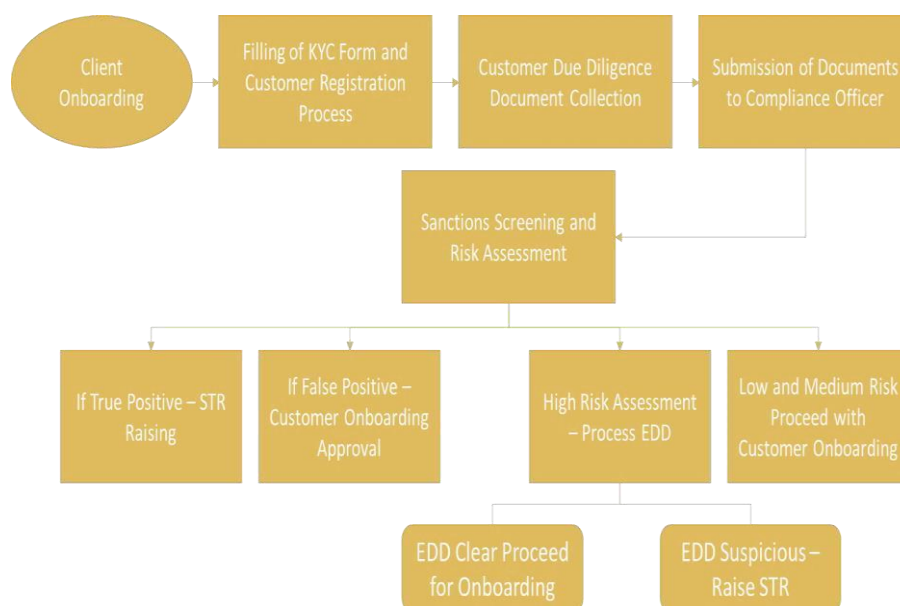 Client
Onboarding
Filling of KYC Form and
Customer Registration
Process
Customer Due Diligence
Document Collection
Submission of Documents
to Compliance Officer
Sanctions Screening and
Risk Assessment
If True Positive – STR
Raising
If False Positive –
Customer Onboarding
Approval
High Risk Assessment
– Process EDD
Low and Medium Risk
Proceed with
Customer Onboarding
EDD Clear Proceed
for Onboarding
EDD Suspicious –
Raise STR